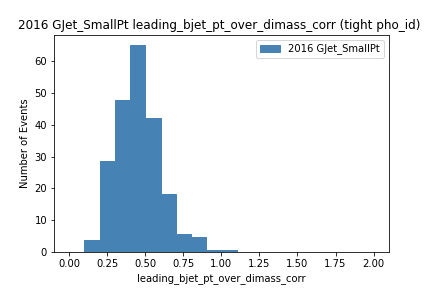 2016 GJet_SmallPt leading_bjet_pt_over_dimass_corr (tight pho_id)
2016 GJet_SmallPt
Number of Events
60
50
40
30
20
10
0
0.00 0.25 0.50 0.75 1.00 1.25 1.50 1.75 2.00
leading_bjet_pt_over_dimass_corr